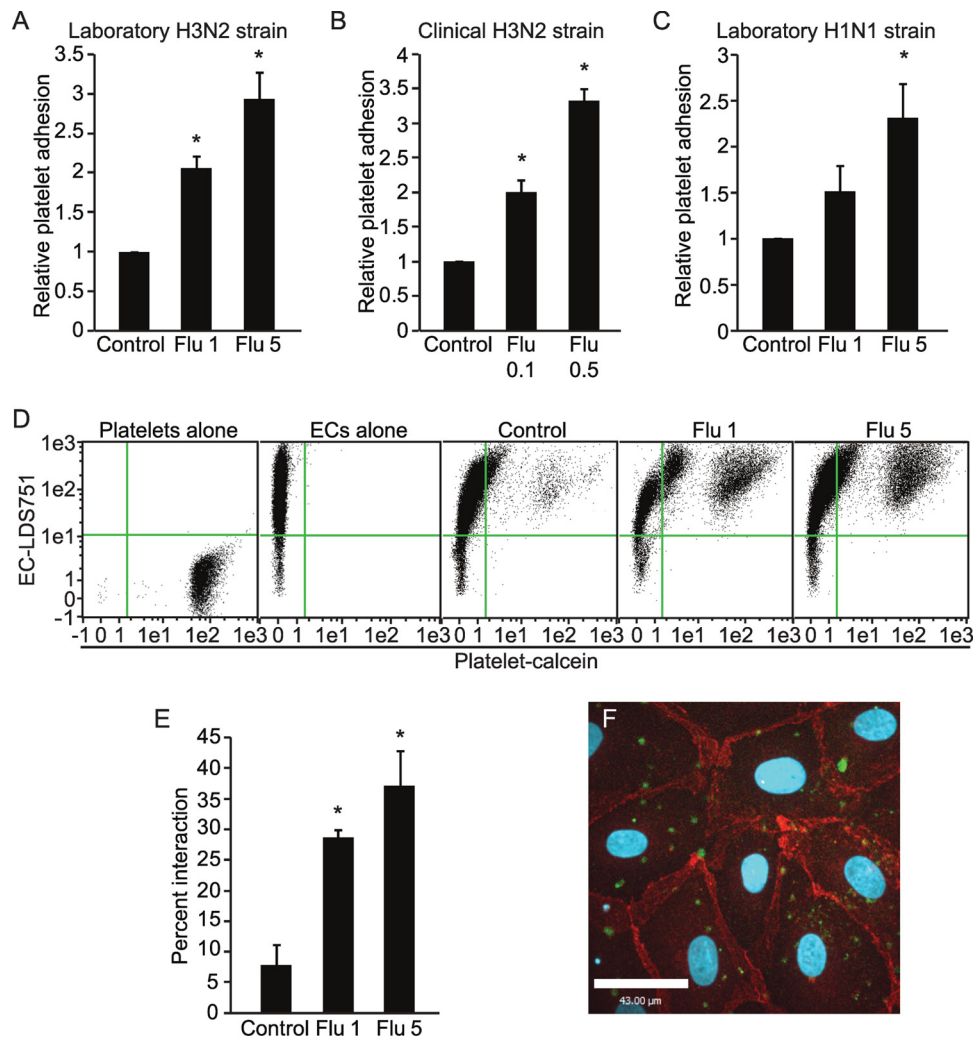 A
Laboratory H3N2 strain
Relative platelet adhesion
3.5
3
2.5
2
1.5
1
0.5
0
*
*
Control Flu 1 Flu 5
B
Clinical H3N2 strain
Relative platelet adhesion
4
3.5
3
2.5
2
1.5
1
0.5
0
*
*
Control Flu Flu
0.1 0.5
C
Laboratory H1N1 strain
Relative platelet adhesion
3
2.5
2
1.5
1
0.5
0
*
Control Flu 1 Flu 5
D
Platelets alone ECs alone Control Flu 1 Flu 5
EC-LDS751
1e3
1e2
1e1
1
0
-1
-1 0 1 1e1 1e2 1e3
0 1 1e1 1e2 1e3
0 1 1e1 1e2 1e3
0 1 1e1 1e2 1e3
0 1 1e1 1e2 1e3
Platelet-calcein
E
Percent interaction
45
40
35
30
25
20
15
10
5
0
*
*
Control Flu 1 Flu 5
F
43.00 µm